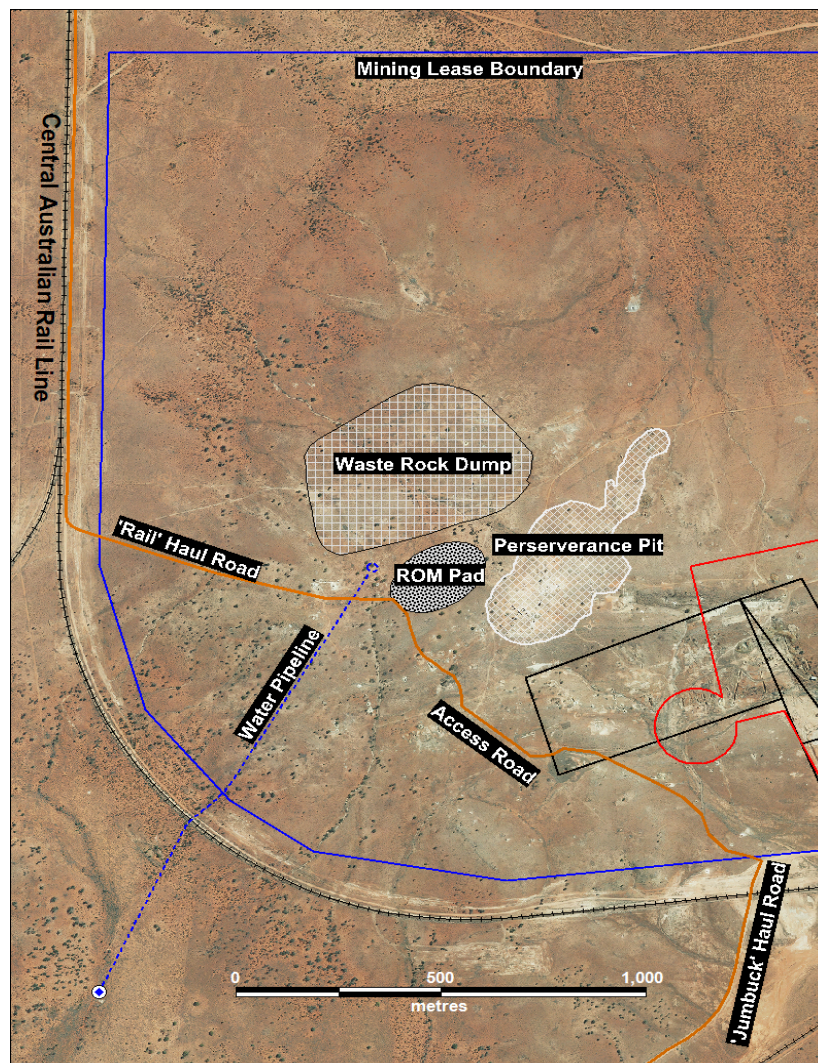 Mining Lease Boundary
Central Australian Rail Line
Waste Rock Dump
'Rail' Haul Road
Perserverance Pit
ROM Pad
Water Pipeline
Access Road
'Jumbuck' Haul Road
0 500 1,000
metres